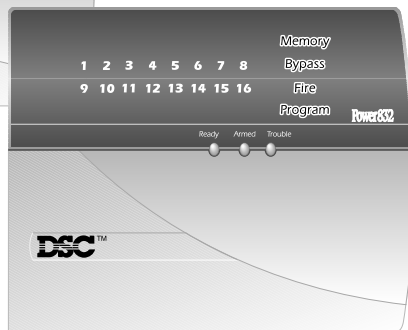 Memory
1 2 3 4 5 6 7 8 Bypass
9 10 11 12 13 14 15 16 Fire
Program Power832
Ready Armed Trouble
DSC™